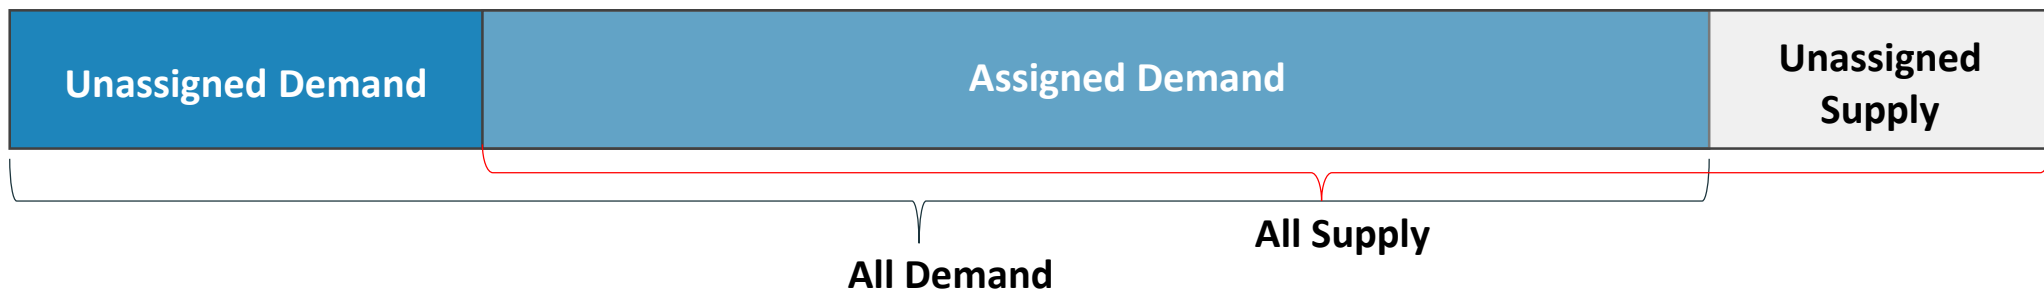 Unassigned Demand
Assigned Demand
Unassigned
Supply
All Supply
All Demand